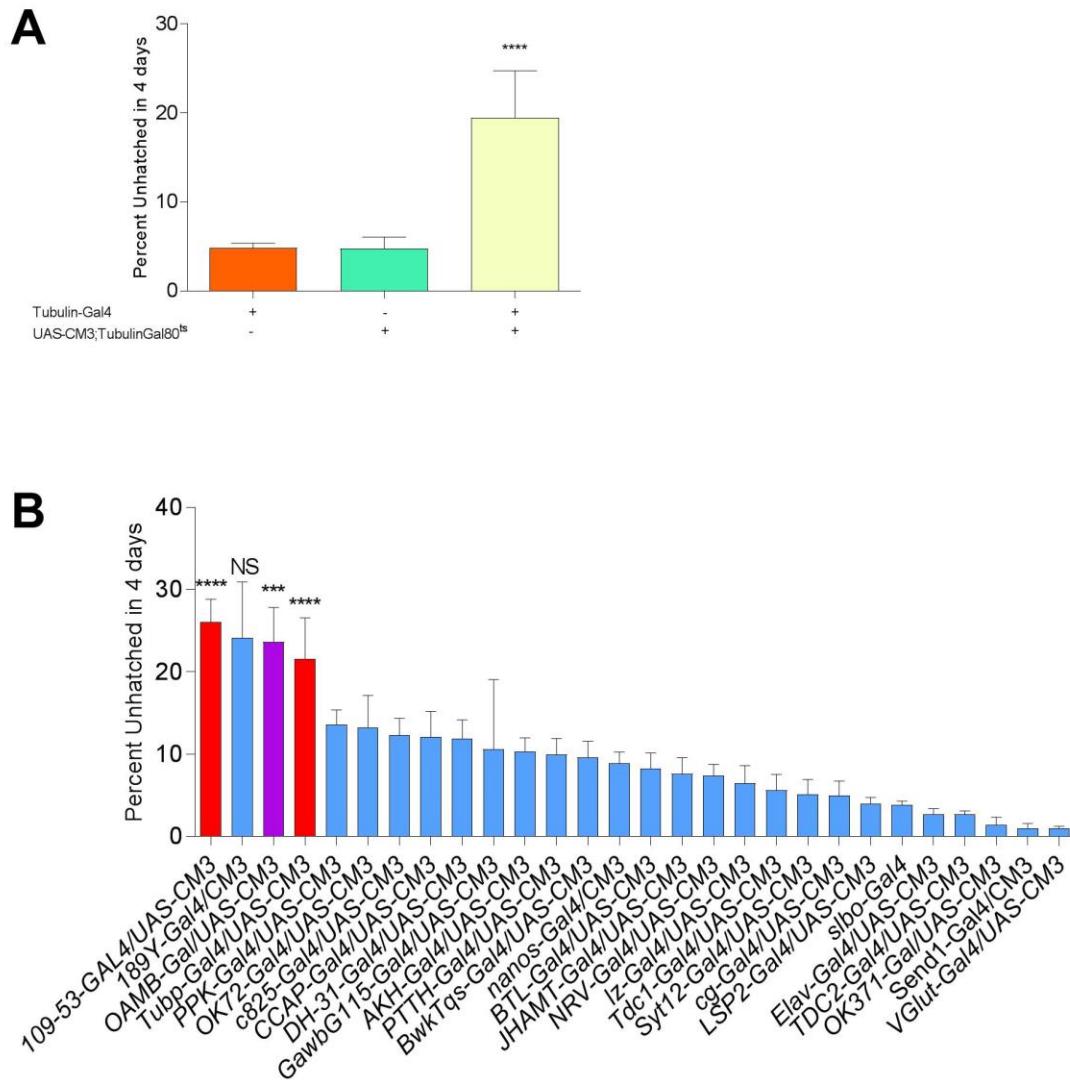 A
Percent Unhatched in 4 days
30
20
10
0
****
Tubulin-Gal4 + - +
UAS-CM3;TubulinGal80ts - + +
B
Percent Unhatched in 4 days
40
30
20
10
0
****
NS
***
****
109-53-GAL4/UAS-CM3
189Y-Gal4/CM3
OAMB-Gal/UAS-CM3
Tubp-Gal4/UAS-CM3
PPK-Gal4/UAS-CM3
OK72-Gal4/UAS-CM3
c825-Gal4/UAS-CM3
CCAP-Gal4/UAS-CM3
DH-31-Gal4/UAS-CM3
GawbG115-Gal4/UAS-CM3
AKH-Gal4/UAS-CM3
PTTH-Gal4/UAS-CM3
BwkTqs-Gal4/UAS-CM3
nanos-Gal4/CM3
BTL-Gal4/UAS-CM3
JHAMT-Gal4/UAS-CM3
NRV-Gal4/UAS-CM3
lz-Gal4/UAS-CM3
Tdc1-Gal4/UAS-CM3
Syt12-Gal4/UAS-CM3
cg-Gal4/UAS-CM3
LSP2-Gal4/UAS-CM3
slbo-Gal4
Elav-Gal4/UAS-CM3
TDC2-Gal4/UAS-CM3
OK371-Gal/UAS-CM3
Send1-Gal4/CM3
VGlut-Gal4/UAS-CM3